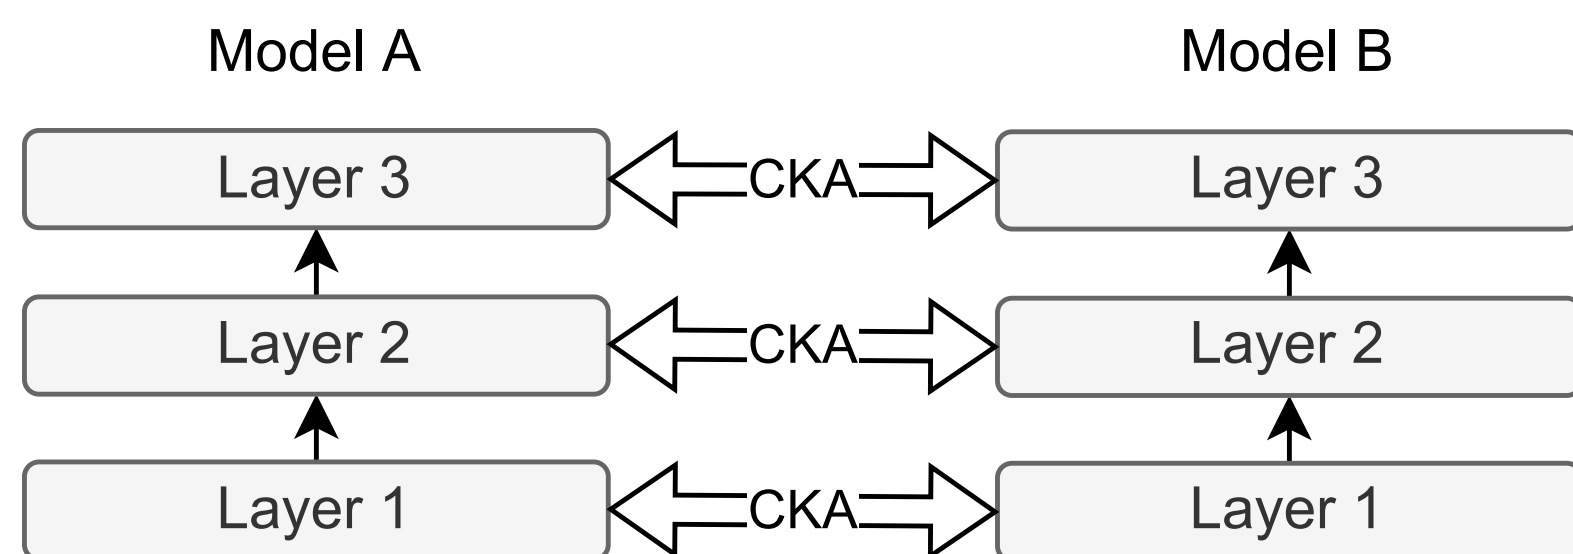 Model A Model B
Layer 3 CKA Layer 3
Layer 2 CKA Layer 2
Layer 1 CKA Layer 1